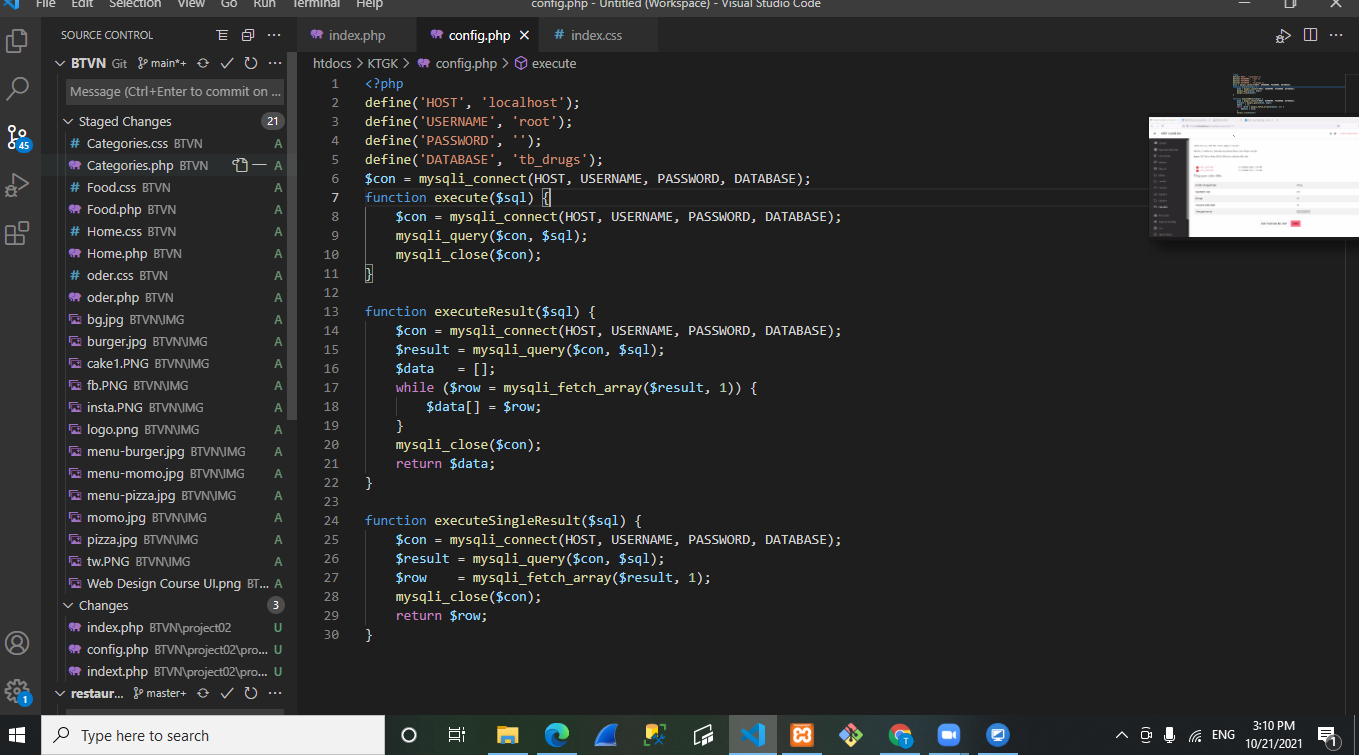 File Edit Selection View Go Run Terminal Help config.php - Untitled (Workspace) - Visual Studio Code
SOURCE CONTROL
index.php config.php index.css
BTVN Git main*+
htdocs > KTGK > config.php > execute
Message (Ctrl+Enter to commit on ...
Staged Changes 21
# Categories.css BTVN A
Categories.php BTVN A
# Food.css BTVN A
Food.php BTVN A
# Home.css BTVN A
Home.php BTVN A
# oder.css BTVN A
oder.php BTVN A
bg.jpg BTVN\IMG A
burger.jpg BTVN\IMG A
cake1.PNG BTVN\IMG A
fb.PNG BTVN\IMG A
insta.PNG BTVN\IMG A
logo.png BTVN\IMG A
menu-burger.jpg BTVN\IMG A
menu-momo.jpg BTVN\IMG A
menu-pizza.jpg BTVN\IMG A
momo.jpg BTVN\IMG A
pizza.jpg BTVN\IMG A
tw.PNG BTVN\IMG A
Web Design Course UI.png BT... A
Changes 3
index.php BTVN\project02 U
config.php BTVN\project02\pro... U
indext.php BTVN\project02\pro... U
restaur... master+
45
1
1 <?php
2 define('HOST', 'localhost');
3 define('USERNAME', 'root');
4 define('PASSWORD', '');
5 define('DATABASE', 'tb_drugs');
6 $con = mysqli_connect(HOST, USERNAME, PASSWORD, DATABASE);
7 function execute($sql) {
8 $con = mysqli_connect(HOST, USERNAME, PASSWORD, DATABASE);
9 mysqli_query($con, $sql);
10 mysqli_close($con);
11 }
12
13 function executeResult($sql) {
14 $con = mysqli_connect(HOST, USERNAME, PASSWORD, DATABASE);
15 $result = mysqli_query($con, $sql);
16 $data   = [];
17 while ($row = mysqli_fetch_array($result, 1)) {
18 $data[] = $row;
19 }
20 mysqli_close($con);
21 return $data;
22 }
23
24 function executeSingleResult($sql) {
25 $con = mysqli_connect(HOST, USERNAME, PASSWORD, DATABASE);
26 $result = mysqli_query($con, $sql);
27 $row    = mysqli_fetch_array($result, 1);
28 mysqli_close($con);
29 return $row;
30 }
Type here to search
ENG
3:10 PM
10/21/2021
1